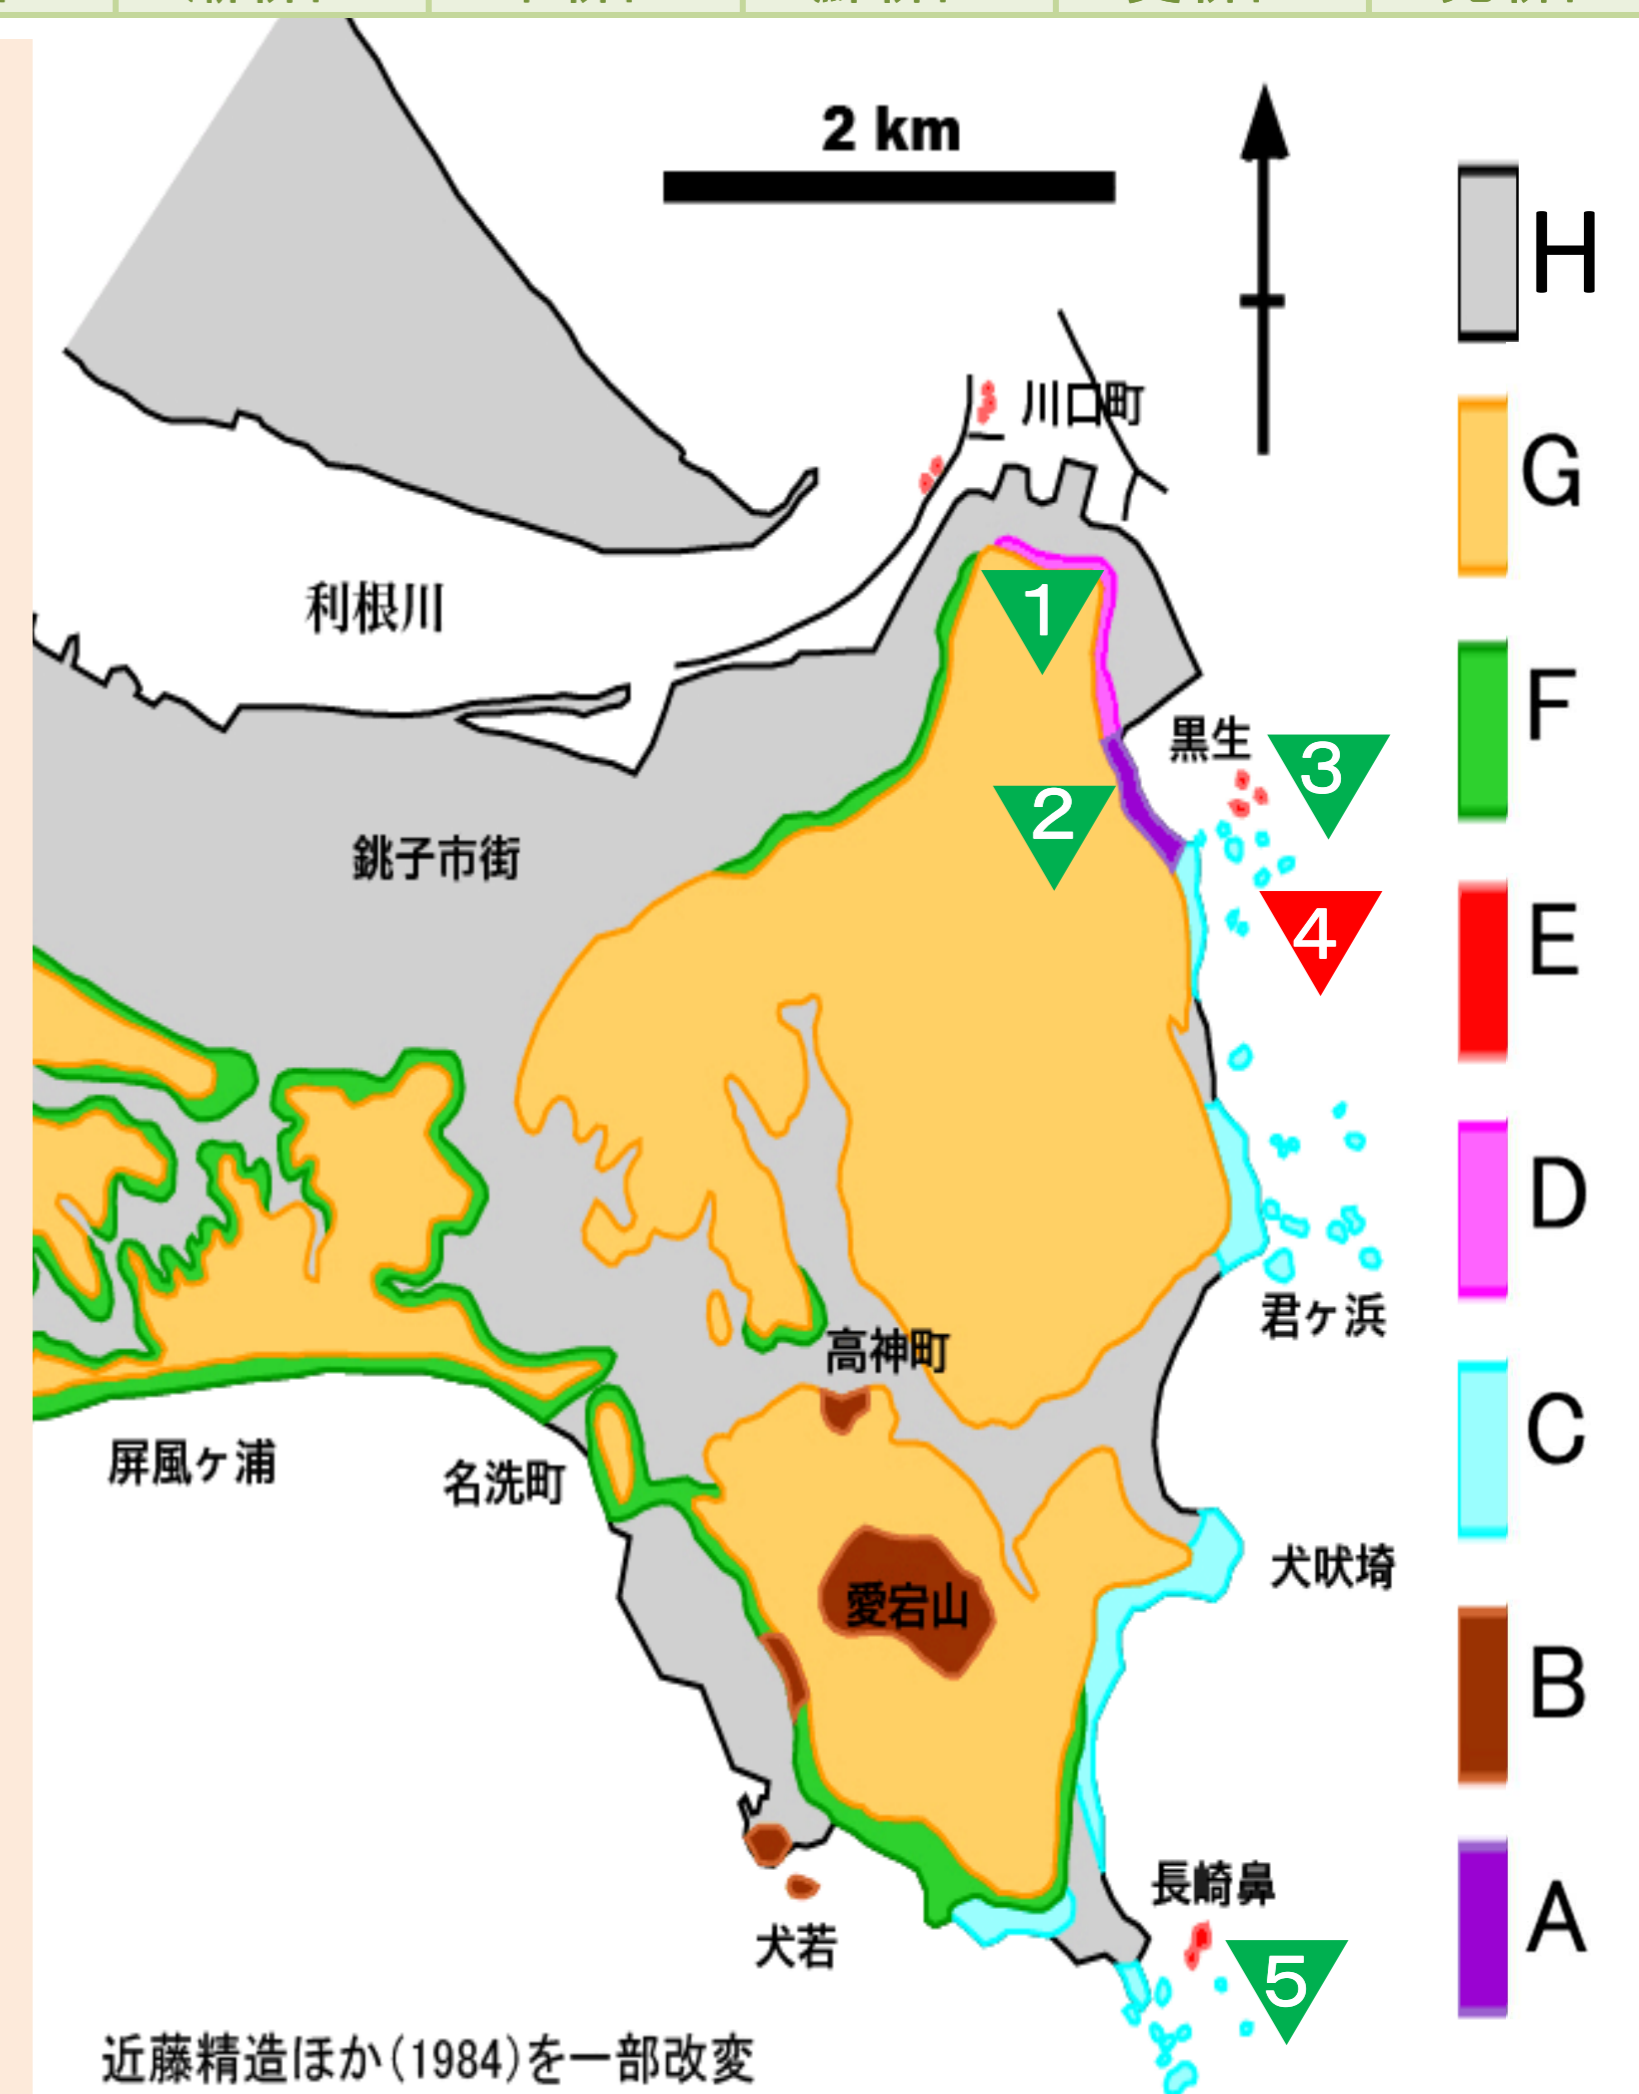 2 km
H
川口町
G
利根川
1
F
黒生
3
2
銚子市街
4
E
D
君ヶ浜
高神町
C
屏風ヶ浦
名洗町
犬吠埼
愛宕山
B
長崎鼻
A
犬若
5
近藤精造ほか(1984)を一部改変